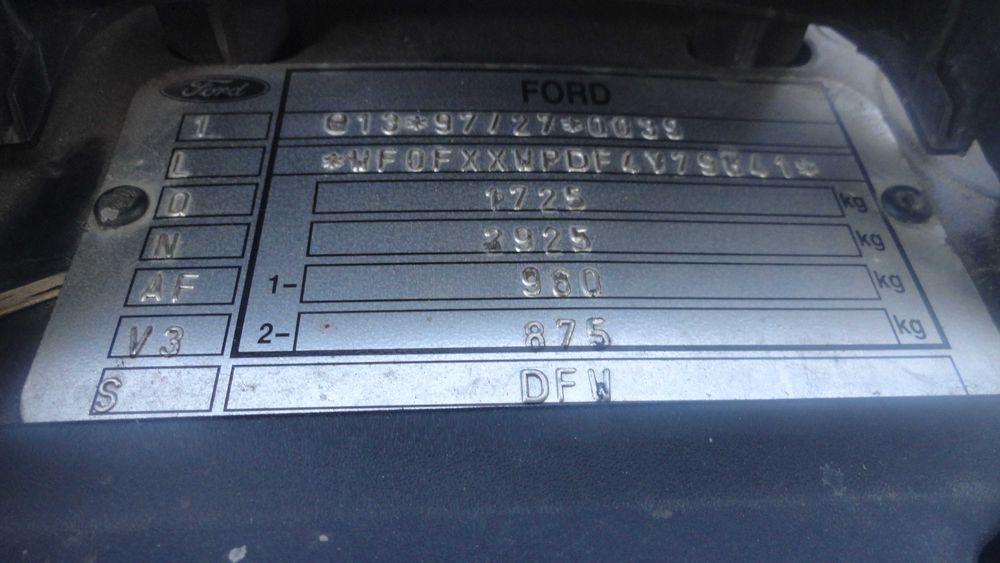 Ford FORD
1 e13*97/27*0039
L
Q 1725 kg
N 2925 kg
AF 1- 980 kg
V3 2- 875 kg
S DFW